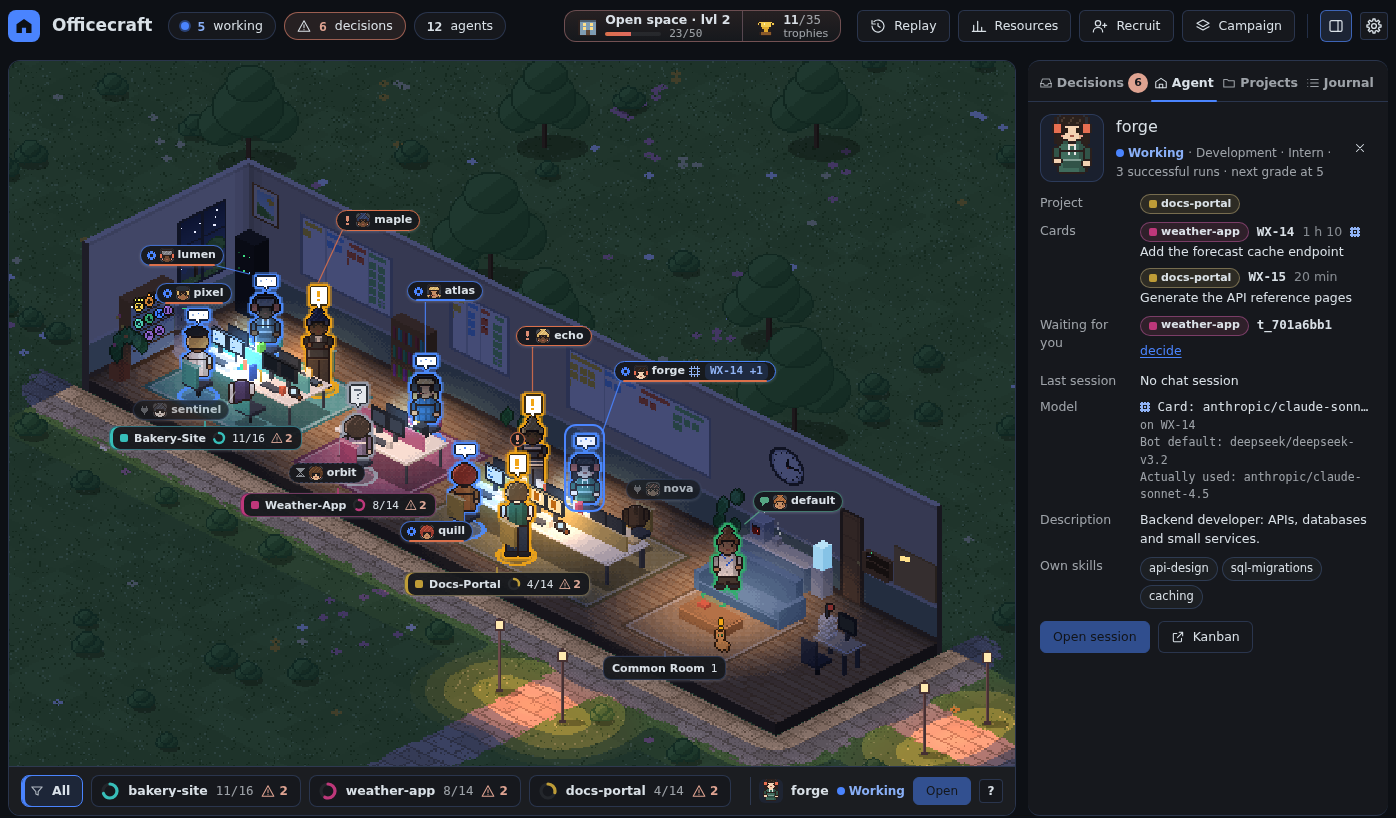 Officecraft
5 working
6 decisions
12 agents
Open space · lvl 2
23/50
11/35
trophies
Replay
Resources
Recruit
Campaign
maple
lumen
pixel
atlas
echo
forge WX-14 +1
sentinel
Bakery-Site 11/16 2
orbit
nova
default
Weather-App 8/14 2
quill
Docs-Portal 4/14 2
Common Room 1
All
bakery-site 11/16 2
weather-app 8/14 2
docs-portal 4/14 2
forge Working
Open
?
Decisions 6
Agent
Projects
Journal
forge
Working · Development · Intern ·
3 successful runs · next grade at 5
Project docs-portal
Cards weather-app WX-14 1 h 10
Add the forecast cache endpoint
docs-portal WX-15 20 min
Generate the API reference pages
Waiting for you weather-app t_701a6bb1
decide
Last session No chat session
Model Card: anthropic/claude-sonn…
on WX-14
Bot default: deepseek/deepseek-
v3.2
Actually used: anthropic/claude-
sonnet-4.5
Description Backend developer: APIs, databases
and small services.
Own skills api-design sql-migrations
caching
Open session
Kanban